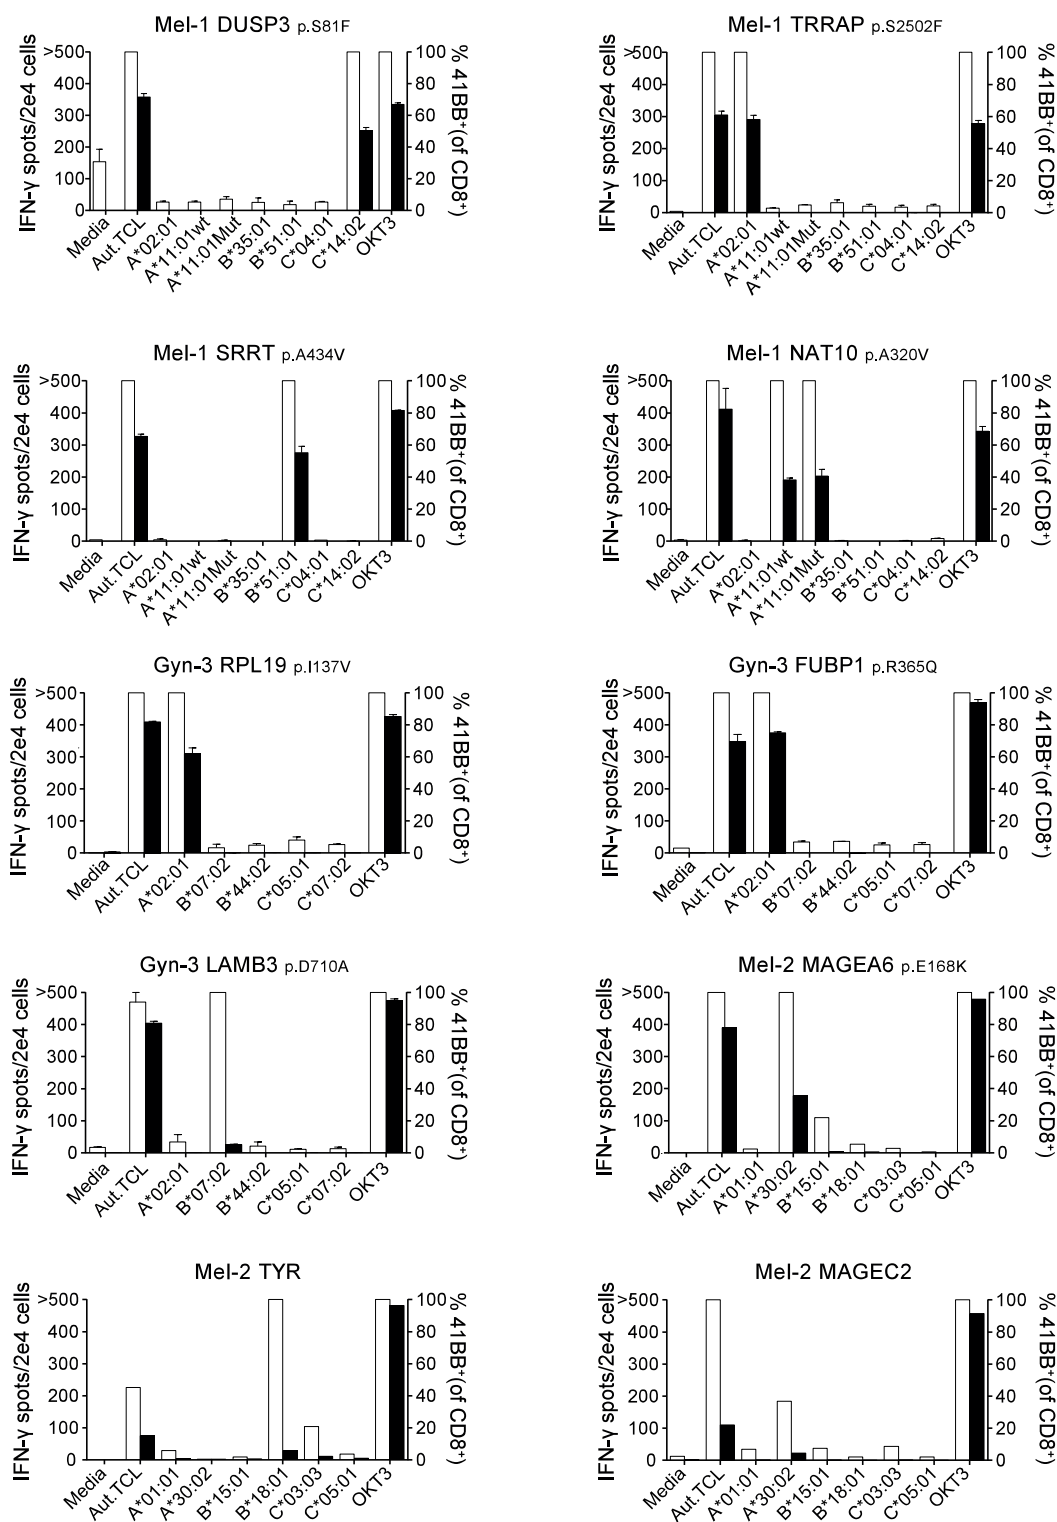 Mel-1 DUSP3 p.S81F
IFN-γ spots/2e4 cells
>500
400
300
200
100
0
100
80
60
40
20
0
% 41BB⁺(of CD8⁺)
Media
Aut.TCL
A*02:01
A*11:01wt
A*11:01Mut
B*35:01
B*51:01
C*04:01
C*14:02
OKT3
Mel-1 TRRAP p.S2502F
IFN-γ spots/2e4 cells
>500
400
300
200
100
0
100
80
60
40
20
0
% 41BB⁺(of CD8⁺)
Media
Aut.TCL
A*02:01
A*11:01wt
A*11:01Mut
B*35:01
B*51:01
C*04:01
C*14:02
OKT3
Mel-1 SRRT p.A434V
IFN-γ spots/2e4 cells
>500
400
300
200
100
0
100
80
60
40
20
0
% 41BB⁺(of CD8⁺)
Media
Aut.TCL
A*02:01
A*11:01wt
A*11:01Mut
B*35:01
B*51:01
C*04:01
C*14:02
OKT3
Mel-1 NAT10 p.A320V
IFN-γ spots/2e4 cells
>500
400
300
200
100
0
100
80
60
40
20
0
% 41BB⁺(of CD8⁺)
Media
Aut.TCL
A*02:01
A*11:01wt
A*11:01Mut
B*35:01
B*51:01
C*04:01
C*14:02
OKT3
Gyn-3 RPL19 p.I137V
IFN-γ spots/2e4 cells
>500
400
300
200
100
0
100
80
60
40
20
0
% 41BB⁺(of CD8⁺)
Media
Aut.TCL
A*02:01
B*07:02
B*44:02
C*05:01
C*07:02
OKT3
Gyn-3 FUBP1 p.R365Q
IFN-γ spots/2e4 cells
>500
400
300
200
100
0
100
80
60
40
20
0
% 41BB⁺(of CD8⁺)
Media
Aut.TCL
A*02:01
B*07:02
B*44:02
C*05:01
C*07:02
OKT3
Gyn-3 LAMB3 p.D710A
IFN-γ spots/2e4 cells
>500
400
300
200
100
0
100
80
60
40
20
0
% 41BB⁺(of CD8⁺)
Media
Aut.TCL
A*02:01
B*07:02
B*44:02
C*05:01
C*07:02
OKT3
Mel-2 MAGEA6 p.E168K
IFN-γ spots/2e4 cells
>500
400
300
200
100
0
100
80
60
40
20
0
% 41BB⁺(of CD8⁺)
Media
Aut.TCL
A*01:01
A*30:02
B*15:01
B*18:01
C*03:03
C*05:01
OKT3
Mel-2 TYR
IFN-γ spots/2e4 cells
>500
400
300
200
100
0
100
80
60
40
20
0
% 41BB⁺(of CD8⁺)
Media
Aut.TCL
A*01:01
A*30:02
B*15:01
B*18:01
C*03:03
C*05:01
OKT3
Mel-2 MAGEC2
IFN-γ spots/2e4 cells
>500
400
300
200
100
0
100
80
60
40
20
0
% 41BB⁺(of CD8⁺)
Media
Aut.TCL
A*01:01
A*30:02
B*15:01
B*18:01
C*03:03
C*05:01
OKT3